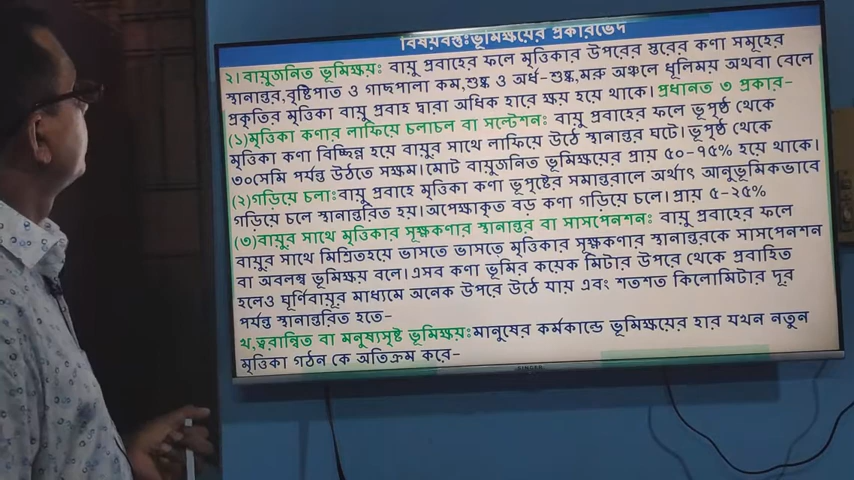 বিষয়বস্তুঃভূমিক্ষয়ের প্রকারভেদ
২। বায়ুজনিত ভূমিক্ষয়ঃ বায়ু প্রবাহের ফলে মৃত্তিকার উপরের স্তরের কণা সমূহের
স্থানান্তর,বৃষ্টিপাত ও গাছপালা কম,শুষ্ক ও অর্ধ-শুষ্ক,মরু অঞ্চলে ধূলিময় অথবা বেলে
প্রকৃতির মৃত্তিকা বায়ু প্রবাহ দ্বারা অধিক হারে ক্ষয় হয়ে থাকে। প্রধানত ৩ প্রকার-
(১)মৃত্তিকা কণার লাফিয়ে চলাচল বা সল্টেশনঃ বায়ু প্রবাহের ফলে ভূপৃষ্ঠ থেকে
মৃত্তিকা কণা বিচ্ছিন্ন হয়ে বায়ুর সাথে লাফিয়ে উঠে স্থানান্তর ঘটে। ভূপৃষ্ঠ থেকে
৩০সেমি পর্যন্ত উঠতে সক্ষম। মোট বায়ুজনিত ভূমিক্ষয়ের প্রায় ৫০-৭৫% হয়ে থাকে।
(২)গড়িয়ে চলাঃবায়ু প্রবাহে মৃত্তিকা কণা ভূপৃষ্টের সমান্তরালে অর্থাৎ আনুভূমিকভাবে
গড়িয়ে চলে স্থানান্তরিত হয়। অপেক্ষাকৃত বড় কণা গড়িয়ে চলে। প্রায় ৫-২৫%
(৩)বায়ুর সাথে মৃত্তিকার সূক্ষকণার স্থানান্তর বা সাসপেনশনঃ বায়ু প্রবাহের ফলে
বায়ুর সাথে মিশ্রিতহয়ে ভাসতে ভাসতে মৃত্তিকার সূক্ষকণার স্থানান্তরকে সাসপেনশন
বা অবলম্ব ভূমিক্ষয় বলে। এসব কণা ভূমির কয়েক মিটার উপরে থেকে প্রবাহিত
হলেও ঘূর্ণিবায়ূর মাধ্যমে অনেক উপরে উঠে যায় এবং শতশত কিলোমিটার দূর
পর্যন্ত স্থানান্তরিত হতে-
খ,ত্বরান্বিত বা মনুষ্যসৃষ্ট ভূমিক্ষয়ঃমানুষের কর্মকান্ডে ভূমিক্ষয়ের হার যখন নতুন
মৃত্তিকা গঠন কে অতিক্রম করে-
SINGER